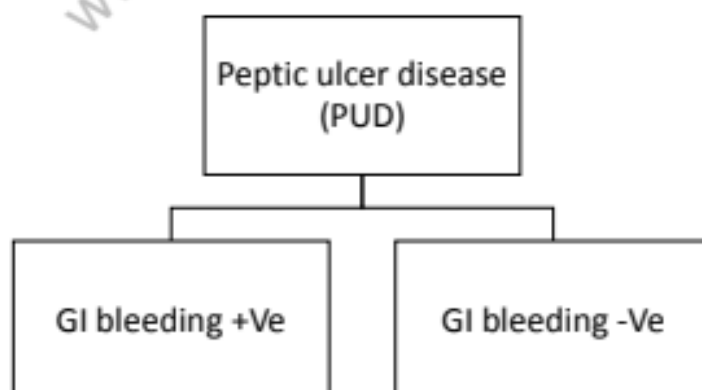 Peptic ulcer disease
(PUD)
GI bleeding +Ve
GI bleeding -Ve